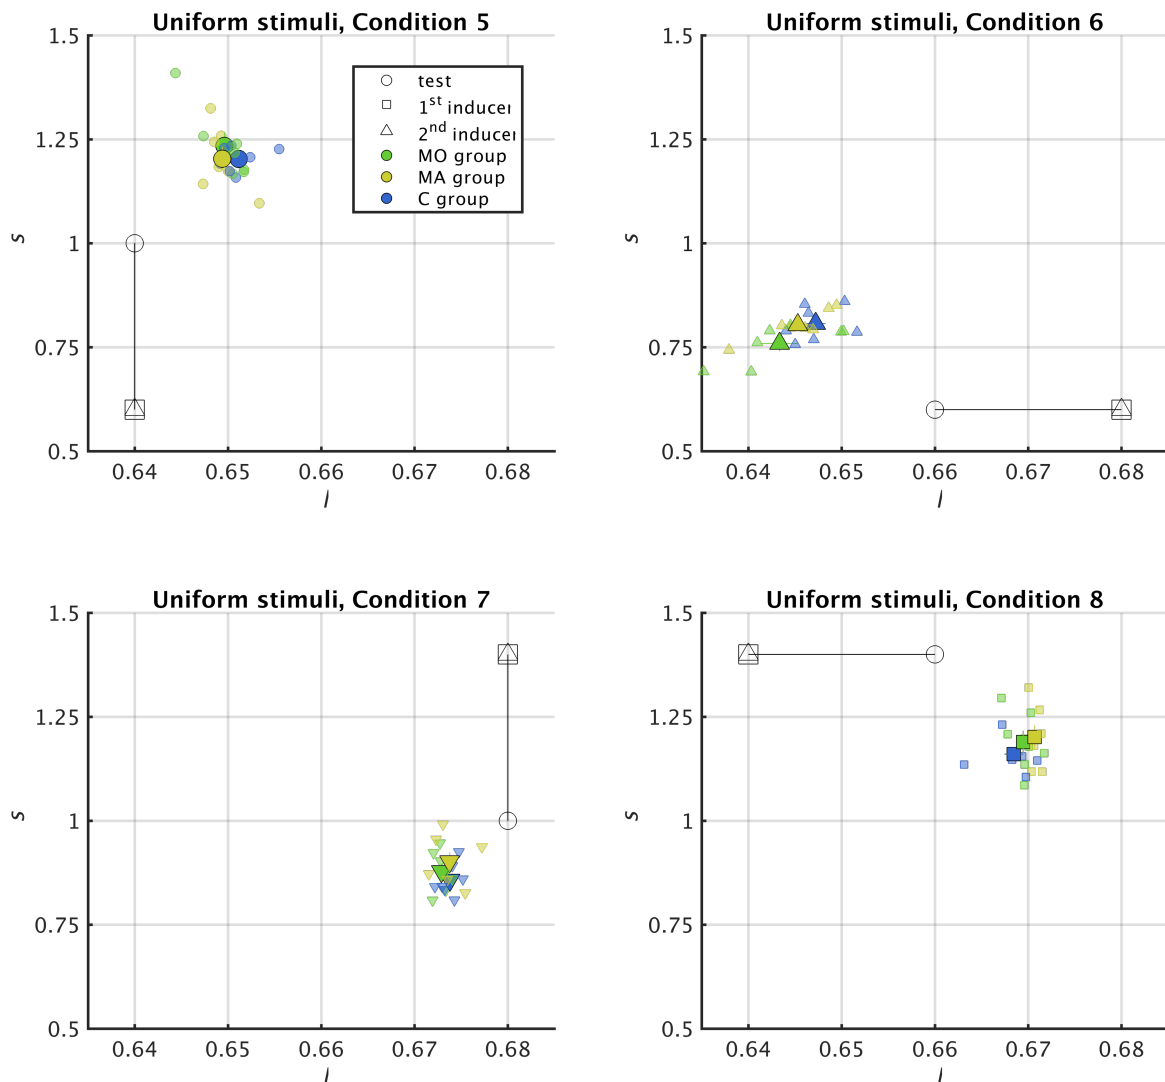 Uniform stimuli, Condition 5
1.5
1.25
1
0.75
0.5
s
0.64
0.65
0.66
0.67
0.68
l
test
1st inducer
2nd inducer
MO group
MA group
C group
Uniform stimuli, Condition 6
1.5
1.25
1
0.75
0.5
s
0.64
0.65
0.66
0.67
0.68
l
Uniform stimuli, Condition 7
1.5
1.25
1
0.75
0.5
s
0.64
0.65
0.66
0.67
0.68
l
Uniform stimuli, Condition 8
1.5
1.25
1
0.75
0.5
s
0.64
0.65
0.66
0.67
0.68
l